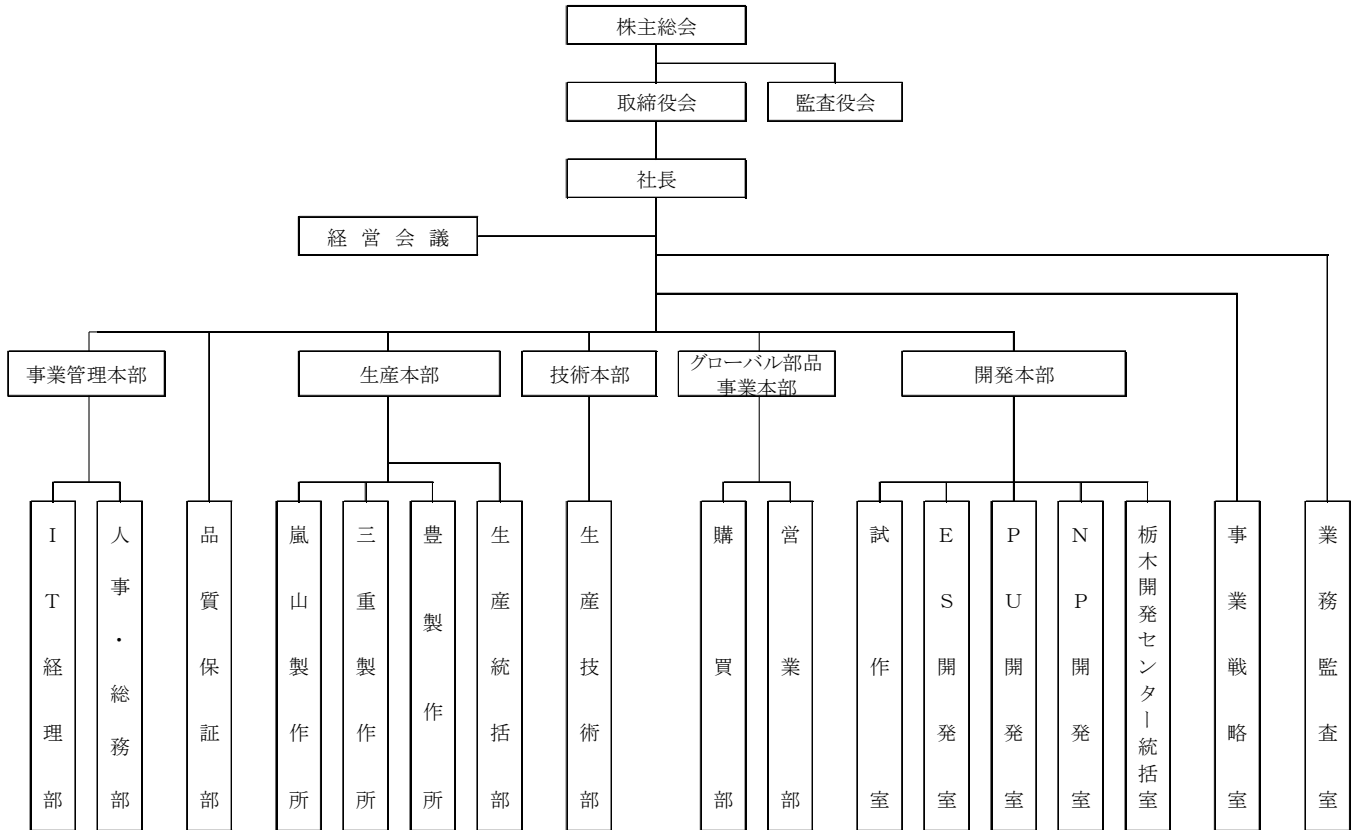 株主総会
取締役会
監査役会
社長
経営会議
事業管理本部
生産本部
技術本部
グローバル部品
事業本部
開発本部
IT経理部
人事・総務部
品質保証部
嵐山製作所
三重製作所
豊製作所
生産統括部
生産技術部
購買部
営業部
試作室
ES開発室
PU開発室
NP開発室
栃木開発センター統括室
事業戦略室
業務監査室